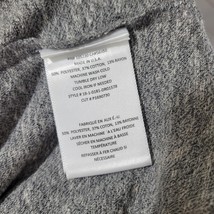 MADE IN U.S.A.
50% POLYESTER, 37% COTTON, 13% RAYON
MACHINE WASH COLD
TUMBLE DRY LOW
COOL IRON IF NEEDED
FABRIQUÉ EN AUX É.-U.
50% POLYESTER, 37% COTON, 13% RAYONNE
LAVER À LA MACHINE À L'EAU FROIDE
SÉCHER EN MACHINE À BASSE
TEMPÉRATURE
REPASSER À FER CHAUD SI
NÉCESSAIRE